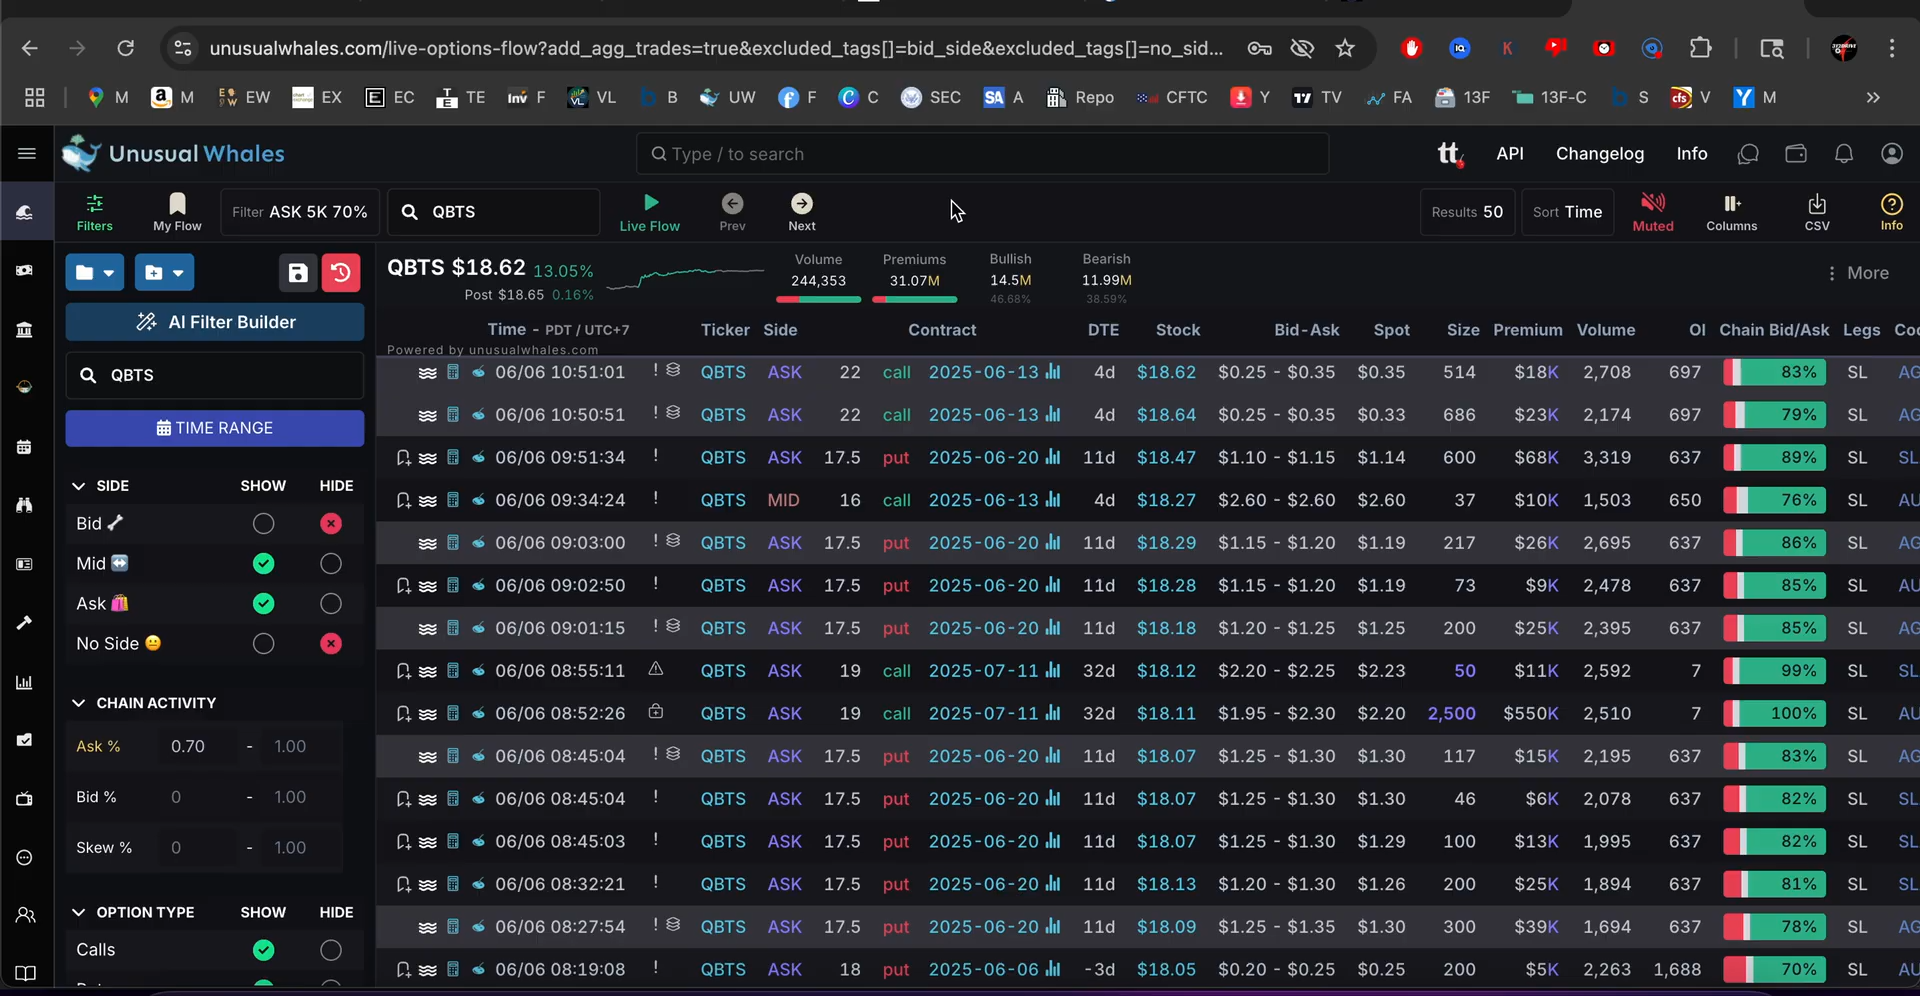 unusualwhales.com/live-options-flow?add_agg_trades=true&excluded_tags[]=bid_side&excluded_tags[]=no_sid...
M M EW EX EC TE F VL B UW F C SEC A Repo CFTC Y TV FA 13F 13F-C S V M
Unusual Whales
Type / to search
tt API Changelog Info
Filters My Flow Filter ASK 5K 70% QBTS Live Flow Prev Next Results 50 Sort Time Muted Columns CSV Info
QBTS $18.62 13.05%
Post $18.65 0.16%
Volume Premiums Bullish Bearish
244,353 31.07M 14.5M 11.99M
46.68% 38.59%
More
AI Filter Builder
QBTS
TIME RANGE
SIDE SHOW HIDE
Bid
Mid
Ask
No Side
CHAIN ACTIVITY
Ask % 0.70 - 1.00
Bid % 0 - 1.00
Skew % 0 - 1.00
OPTION TYPE SHOW HIDE
Calls
Time - PDT / UTC+7 Ticker Side Contract DTE Stock Bid-Ask Spot Size Premium Volume OI Chain Bid/Ask Legs Coc
Powered by unusualwhales.com
06/06 10:51:01 ! QBTS ASK 22 call 2025-06-13 4d $18.62 $0.25 - $0.35 $0.35 514 $18K 2,708 697 83% SL AG
06/06 10:50:51 ! QBTS ASK 22 call 2025-06-13 4d $18.64 $0.25 - $0.35 $0.33 686 $23K 2,174 697 79% SL AG
06/06 09:51:34 ! QBTS ASK 17.5 put 2025-06-20 11d $18.47 $1.10 - $1.15 $1.14 600 $68K 3,319 637 89% SL SL
06/06 09:34:24 ! QBTS MID 16 call 2025-06-13 4d $18.27 $2.60 - $2.60 $2.60 37 $10K 1,503 650 76% SL AU
06/06 09:03:00 ! QBTS ASK 17.5 put 2025-06-20 11d $18.29 $1.15 - $1.20 $1.19 217 $26K 2,695 637 86% SL AG
06/06 09:02:50 ! QBTS ASK 17.5 put 2025-06-20 11d $18.28 $1.15 - $1.20 $1.19 73 $9K 2,478 637 85% SL AU
06/06 09:01:15 ! QBTS ASK 17.5 put 2025-06-20 11d $18.18 $1.20 - $1.25 $1.25 200 $25K 2,395 637 85% SL AG
06/06 08:55:11 QBTS ASK 19 call 2025-07-11 32d $18.12 $2.20 - $2.25 $2.23 50 $11K 2,592 7 99% SL SL
06/06 08:52:26 QBTS ASK 19 call 2025-07-11 32d $18.11 $1.95 - $2.30 $2.20 2,500 $550K 2,510 7 100% SL AU
06/06 08:45:04 ! QBTS ASK 17.5 put 2025-06-20 11d $18.07 $1.25 - $1.30 $1.30 117 $15K 2,195 637 83% SL AG
06/06 08:45:04 ! QBTS ASK 17.5 put 2025-06-20 11d $18.07 $1.25 - $1.30 $1.30 46 $6K 2,078 637 82% SL SL
06/06 08:45:03 ! QBTS ASK 17.5 put 2025-06-20 11d $18.07 $1.25 - $1.30 $1.29 100 $13K 1,995 637 82% SL SL
06/06 08:32:21 ! QBTS ASK 17.5 put 2025-06-20 11d $18.13 $1.20 - $1.30 $1.26 200 $25K 1,894 637 81% SL SL
06/06 08:27:54 ! QBTS ASK 17.5 put 2025-06-20 11d $18.09 $1.25 - $1.35 $1.30 300 $39K 1,694 637 78% SL AG
06/06 08:19:08 ! QBTS ASK 18 put 2025-06-06 -3d $18.05 $0.20 - $0.25 $0.25 200 $5K 2,263 1,688 70% SL AU